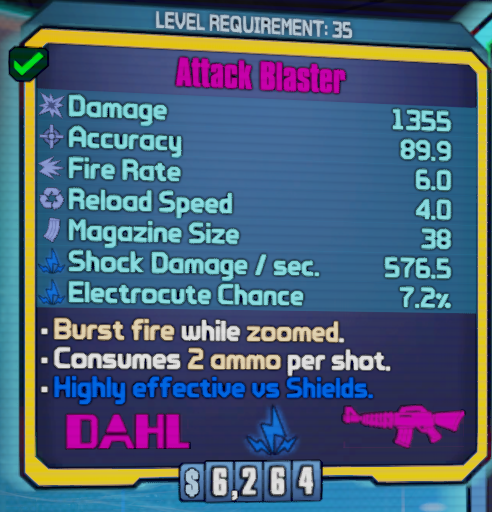 LEVEL REQUIREMENT: 35
Attack Blaster
Damage 1355
Accuracy 89.9
Fire Rate 6.0
Reload Speed 4.0
Magazine Size 38
Shock Damage / sec. 576.5
Electrocute Chance 7.2%
• Burst fire while zoomed.
• Consumes 2 ammo per shot.
• Highly effective vs Shields.
DAHL
$ 6,264